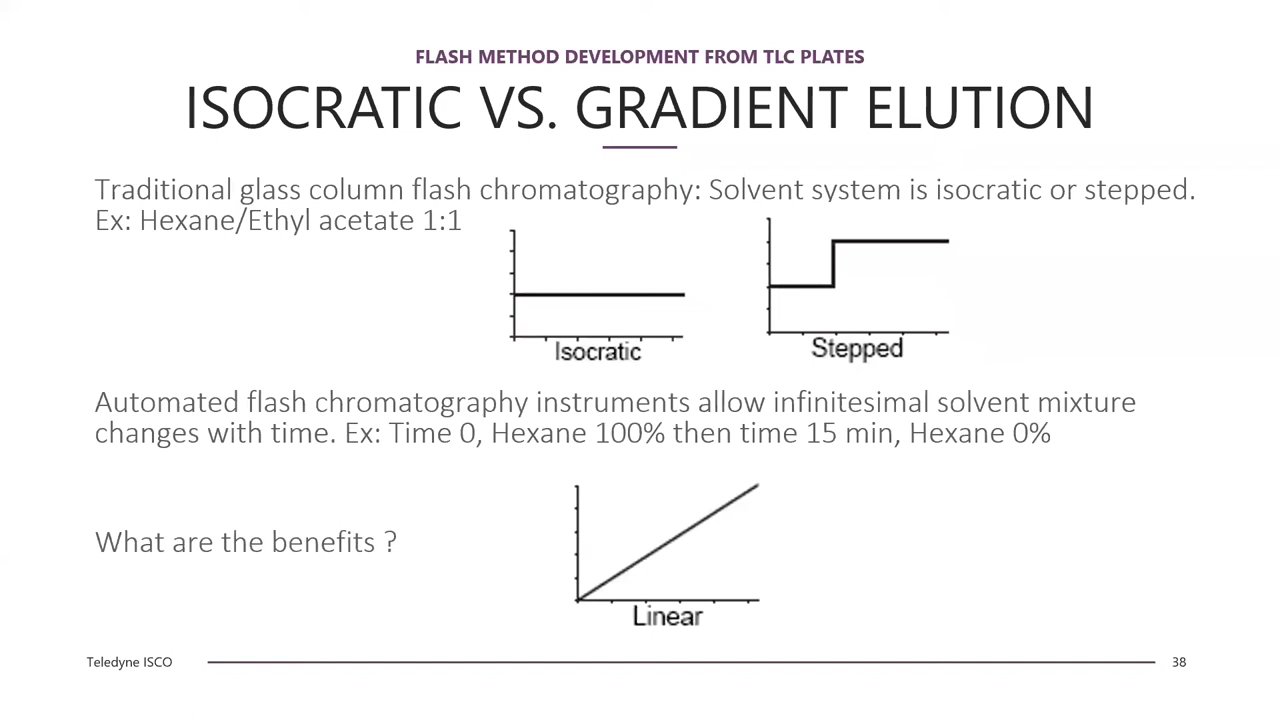 FLASH METHOD DEVELOPMENT FROM TLC PLATES
ISOCRATIC VS. GRADIENT ELUTION
Traditional glass column flash chromatography: Solvent system is isocratic or stepped.
Ex: Hexane/Ethyl acetate 1:1
Isocratic
Stepped
Automated flash chromatography instruments allow infinitesimal solvent mixture
changes with time. Ex: Time 0, Hexane 100% then time 15 min, Hexane 0%
What are the benefits ?
Linear
Teledyne ISCO
38